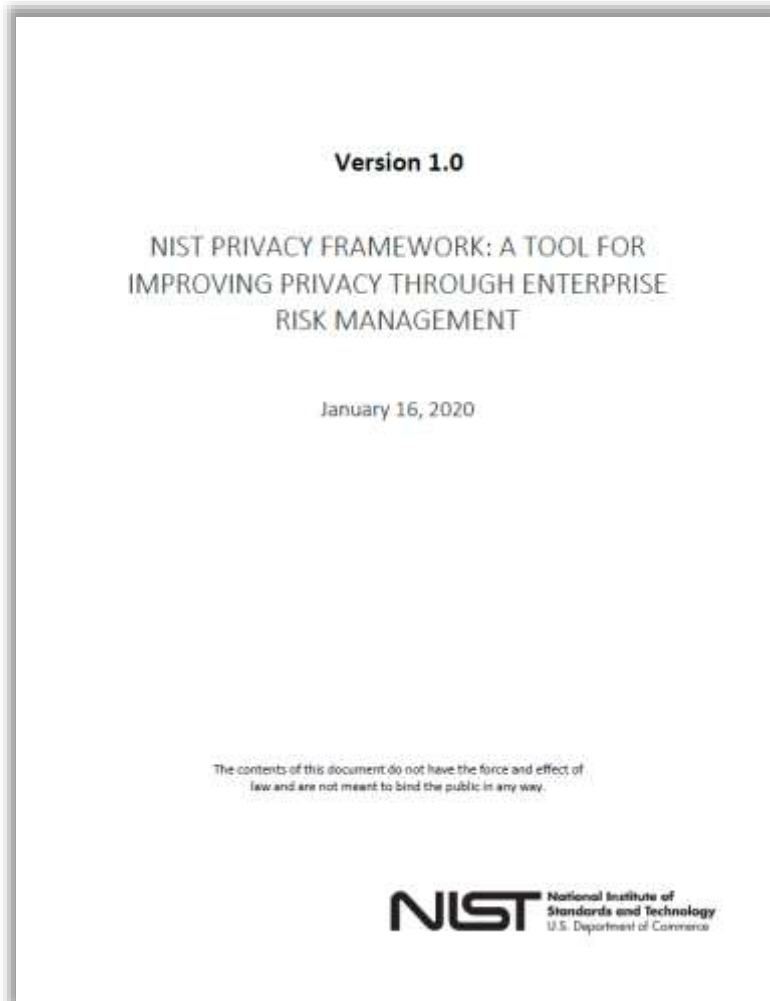 Version 1.0
NIST PRIVACY FRAMEWORK: A TOOL FOR
IMPROVING PRIVACY THROUGH ENTERPRISE
RISK MANAGEMENT
January 16, 2020
The contents of this document do not have the force and effect of
law and are not meant to bind the public in any way.
NIST
National Institute of
Standards and Technology
U.S. Department of Commerce